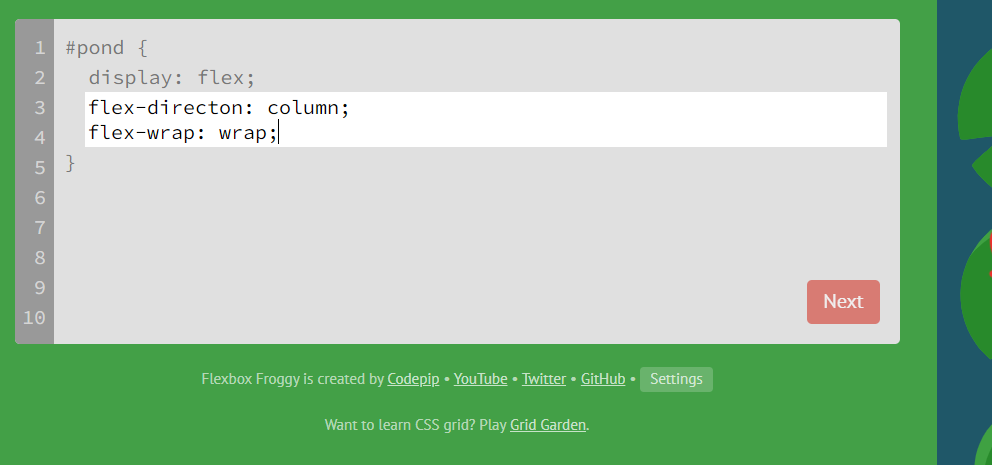 1 #pond {
2 display: flex;
3 flex-directon: column;
4 flex-wrap: wrap;
5 }
6
7
8
9
10
Next
Flexbox Froggy is created by Codepip • YouTube • Twitter • GitHub • Settings
Want to learn CSS grid? Play Grid Garden.